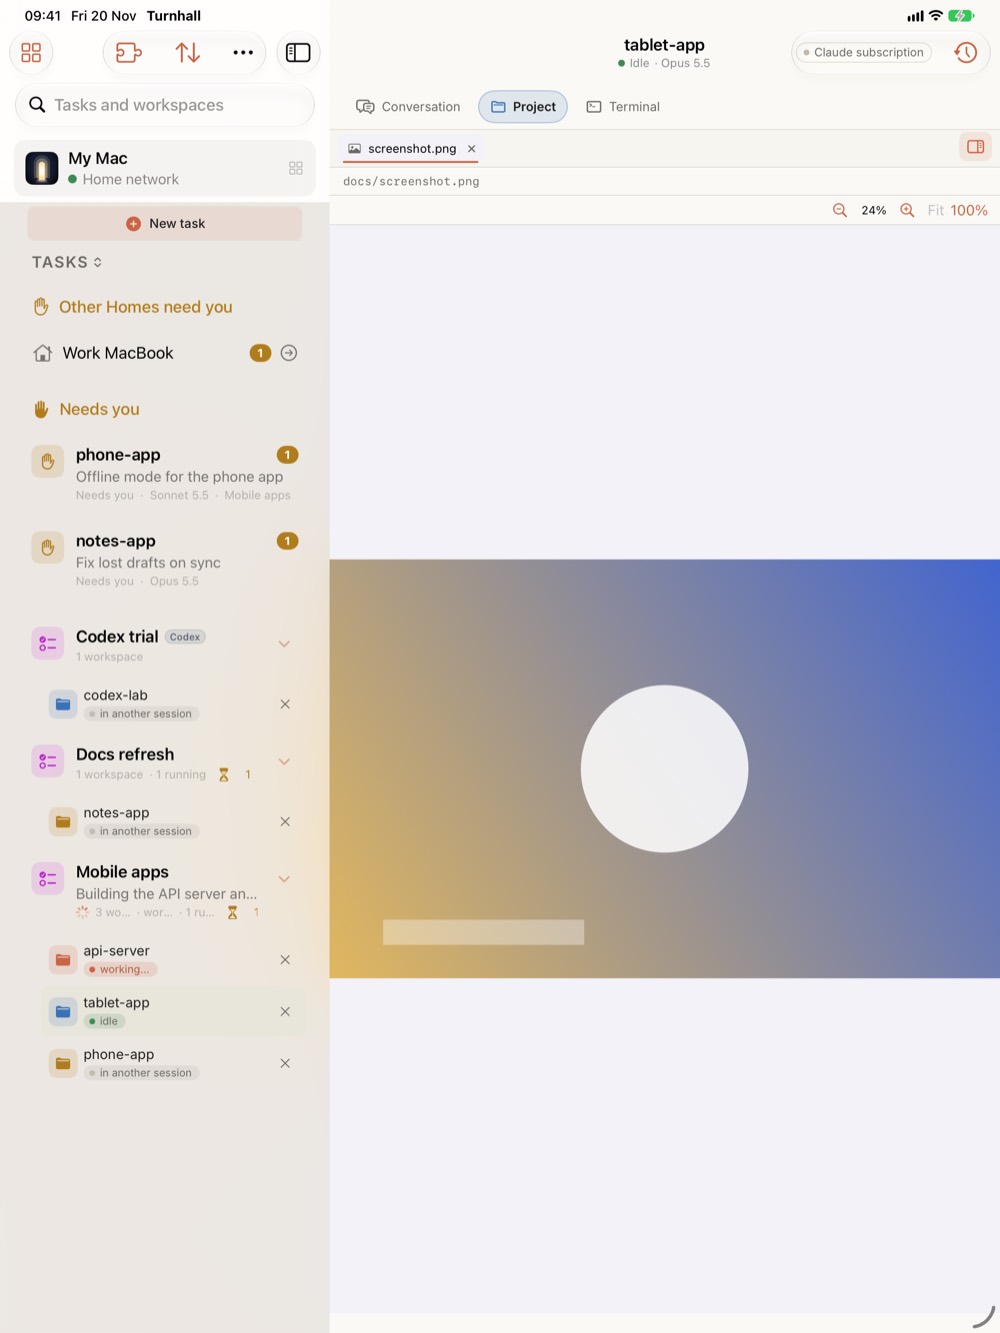 09:41 Fri 20 Nov Turnhall
Tasks and workspaces
My Mac
Home network
New task
TASKS
Other Homes need you
Work MacBook 1
Needs you
phone-app 1
Offline mode for the phone app
Needs you · Sonnet 5.5 · Mobile apps
notes-app 1
Fix lost drafts on sync
Needs you · Opus 5.5
Codex trial Codex
1 workspace
codex-lab
in another session
Docs refresh
1 workspace · 1 running 1
notes-app
in another session
Mobile apps
Building the API server an...
3 wo... · wor... · 1 ru... 1
api-server
working...
tablet-app
idle
phone-app
in another session
tablet-app
Idle · Opus 5.5
Claude subscription
Conversation Project Terminal
screenshot.png
docs/screenshot.png
24% Fit 100%